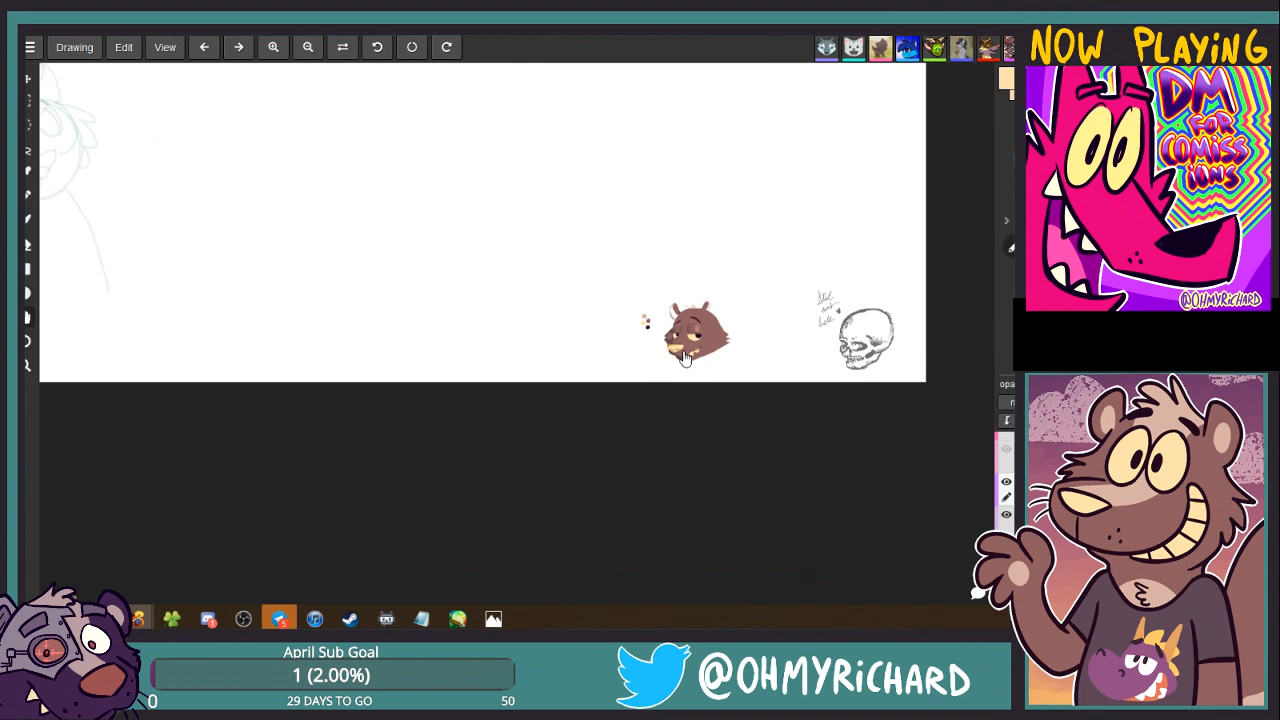 Drawing Edit View
NOW PLAYING
DM
FOR
COMISS
IONS
@OHMYRICHARD
opa
April Sub Goal
1 (2.00%)
0 29 DAYS TO GO 50
@OHMYRICHARD